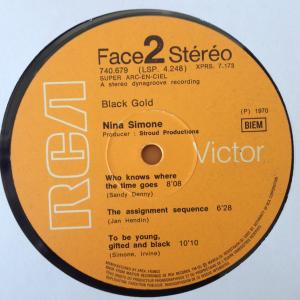 Face 2 Stéréo
740.679 (LSP. 4.248) XPRS. 7.173
SUPER ARC-EN-CIEL
A stereo dynagroove recording
Black Gold
(P) 1970
Nina Simone
Producer : Stroud Productions
BIEM
RCA
Victor
Who knows where
the time goes 8'08
(Sandy Denny)
The assignment sequence 6'28
(Jan Hendin)
To be young,
gifted and black 10'10
(Simone, Irvine)